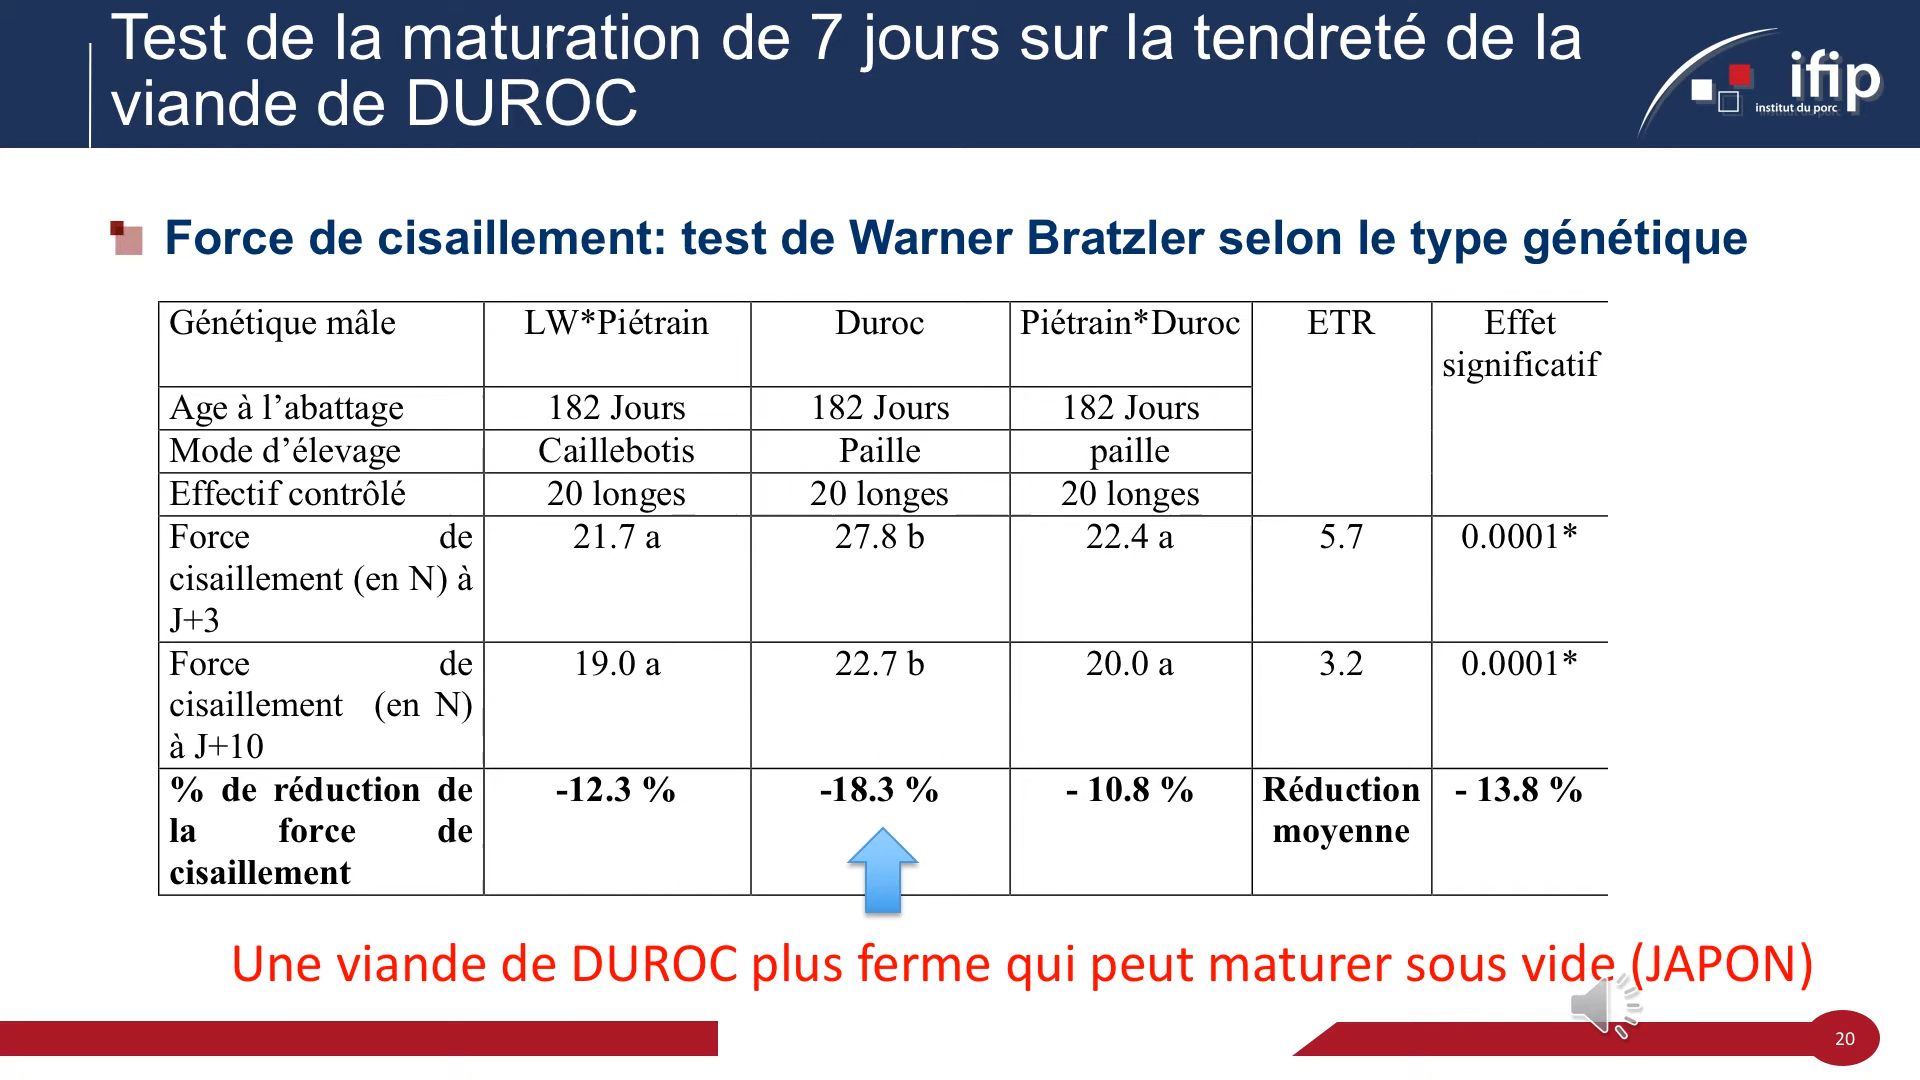 Test de la maturation de 7 jours sur la tendreté de la
viande de DUROC
ifip
institut du porc
Force de cisaillement: test de Warner Bratzler selon le type génétique
Génétique mâle LW*Piétrain Duroc Piétrain*Duroc ETR Effet
significatif
Age à l’abattage 182 Jours 182 Jours 182 Jours
Mode d’élevage Caillebotis Paille paille
Effectif contrôlé 20 longes 20 longes 20 longes
Force de 21.7 a 27.8 b 22.4 a 5.7 0.0001*
cisaillement (en N) à
J+3
Force de 19.0 a 22.7 b 20.0 a 3.2 0.0001*
cisaillement (en N)
à J+10
% de réduction de -12.3 % -18.3 % - 10.8 % Réduction - 13.8 %
la force de moyenne
cisaillement
Une viande de DUROC plus ferme qui peut maturer sous vide (JAPON)
20